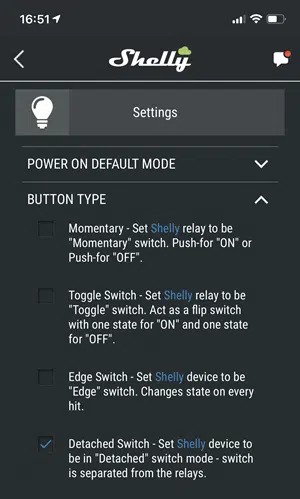 16:51
Shelly
Settings
POWER ON DEFAULT MODE
BUTTON TYPE
Momentary - Set Shelly relay to be
"Momentary" switch. Push-for "ON" or
Push-for "OFF".
Toggle Switch - Set Shelly relay to be
"Toggle" switch. Act as a flip switch
with one state for "ON" and one state
for "OFF".
Edge Switch - Set Shelly device to be
"Edge" switch. Changes state on every
hit.
Detached Switch - Set Shelly device to
be in "Detached" switch mode - switch
is separated from the relays.